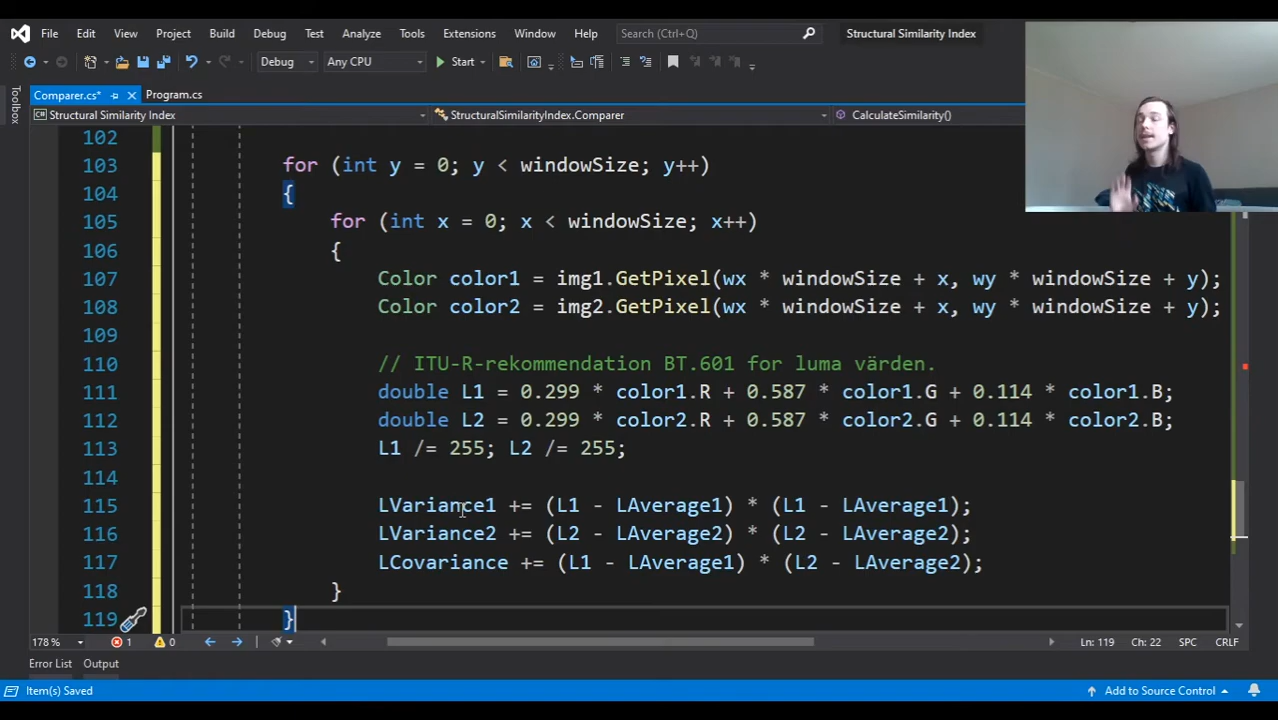 File Edit View Project Build Debug Test Analyze Tools Extensions Window Help Search (Ctrl+Q) Structural Similarity Index
Debug Any CPU Start
Comparer.cs* Program.cs
Toolbox
Structural Similarity Index StructuralSimilarityIndex.Comparer CalculateSimilarity()
102
103 for (int y = 0; y < windowSize; y++)
104 {
105 for (int x = 0; x < windowSize; x++)
106 {
107 Color color1 = img1.GetPixel(wx * windowSize + x, wy * windowSize + y);
108 Color color2 = img2.GetPixel(wx * windowSize + x, wy * windowSize + y);
109
110 // ITU-R-rekommendation BT.601 for luma värden.
111 double L1 = 0.299 * color1.R + 0.587 * color1.G + 0.114 * color1.B;
112 double L2 = 0.299 * color2.R + 0.587 * color2.G + 0.114 * color2.B;
113 L1 /= 255; L2 /= 255;
114
115 LVariance1 += (L1 - LAverage1) * (L1 - LAverage1);
116 LVariance2 += (L2 - LAverage2) * (L2 - LAverage2);
117 LCovariance += (L1 - LAverage1) * (L2 - LAverage2);
118 }
119 }
178 % 1 0 Ln: 119 Ch: 22 SPC CRLF
Error List Output
Item(s) Saved Add to Source Control